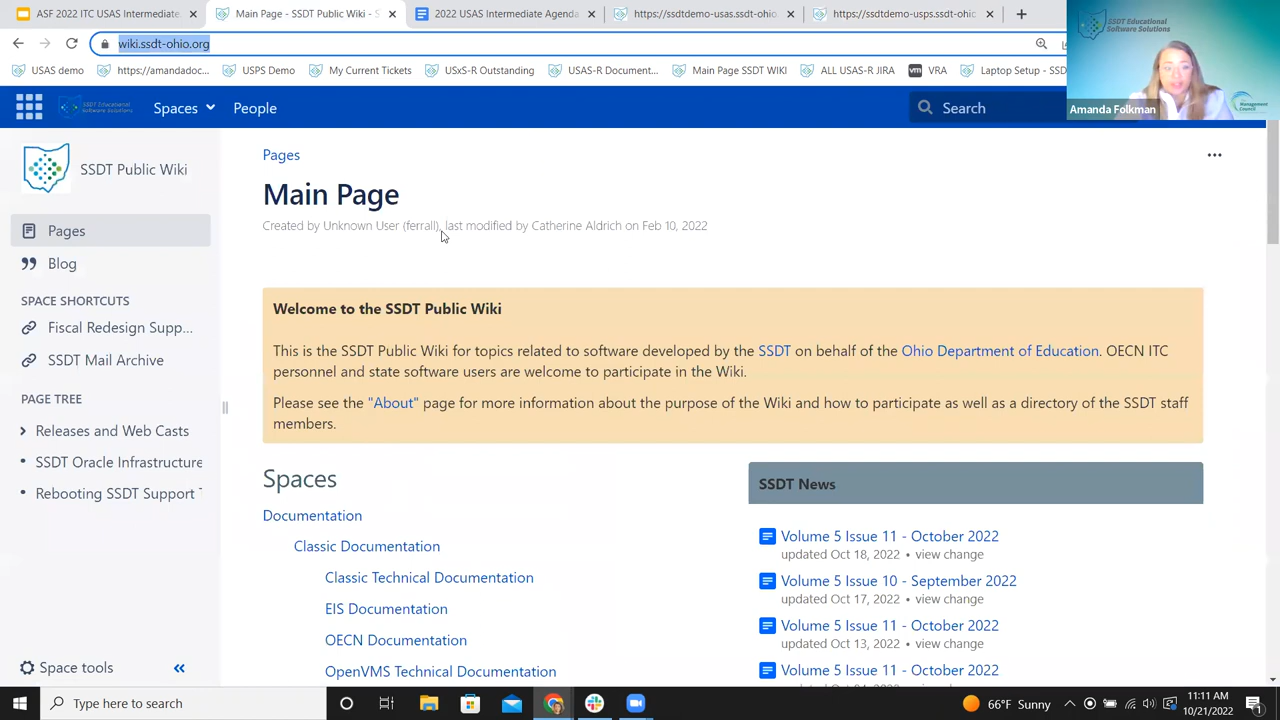 ASF 2022 ITC USAS Intermediate
Main Page - SSDT Public Wiki - S
2022 USAS Intermediate Agenda
https://ssdtdemo-usas.ssdt-ohio.
https://ssdtdemo-usps.ssdt-ohio
SSDT Educational
Software Solutions
wiki.ssdt-ohio.org
USAS demo
https://amandadoc...
USPS Demo
My Current Tickets
USxS-R Outstanding
USAS-R Document...
Main Page SSDT WIKI
ALL USAS-R JIRA
vm VRA
Laptop Setup - SSD
Amanda Folkman
Management
Council
SSDT Educational
Software Solutions
Spaces
People
Search
SSDT Public Wiki
Pages
Blog
SPACE SHORTCUTS
Fiscal Redesign Supp...
SSDT Mail Archive
PAGE TREE
Releases and Web Casts
SSDT Oracle Infrastructure
Rebooting SSDT Support T
Space tools
Pages
Main Page
Created by Unknown User (ferrall), last modified by Catherine Aldrich on Feb 10, 2022
Welcome to the SSDT Public Wiki
This is the SSDT Public Wiki for topics related to software developed by the SSDT on behalf of the Ohio Department of Education. OECN ITC
personnel and state software users are welcome to participate in the Wiki.
Please see the "About" page for more information about the purpose of the Wiki and how to participate as well as a directory of the SSDT staff
members.
Spaces
Documentation
Classic Documentation
Classic Technical Documentation
EIS Documentation
OECN Documentation
OpenVMS Technical Documentation
SSDT News
Volume 5 Issue 11 - October 2022
updated Oct 18, 2022 • view change
Volume 5 Issue 10 - September 2022
updated Oct 17, 2022 • view change
Volume 5 Issue 11 - October 2022
updated Oct 13, 2022 • view change
Volume 5 Issue 11 - October 2022
Type here to search
66°F Sunny
11:11 AM
10/21/2022
1